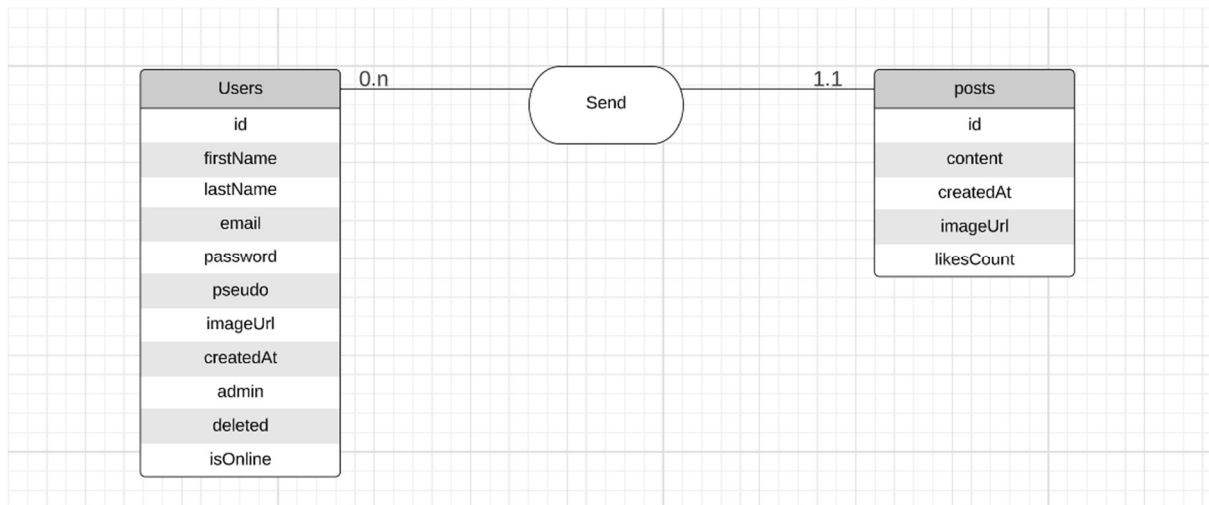 Users
0.n
Send
1.1
posts
id
firstName
lastName
email
password
pseudo
imageUrl
createdAt
admin
deleted
isOnline
id
content
createdAt
imageUrl
likesCount